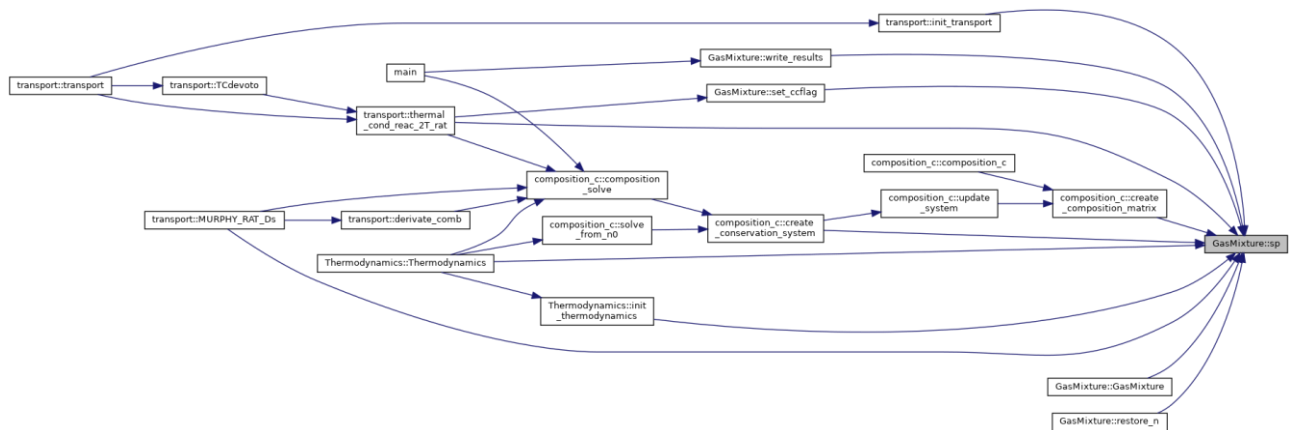 transport::init_transport
GasMixture::write_results
main
transport::transport
transport::TCdevoto
GasMixture::set_ccflag
transport::thermal
_cond_reac_2T_rat
composition_c::composition_c
composition_c::composition
_solve
composition_c::update
_system
composition_c::create
_composition_matrix
transport::MURPHY_RAT_Ds
transport::derivate_comb
composition_c::solve
_from_n0
composition_c::create
_conservation_system
GasMixture::sp
Thermodynamics::Thermodynamics
Thermodynamics::init
_thermodynamics
GasMixture::GasMixture
GasMixture::restore_n